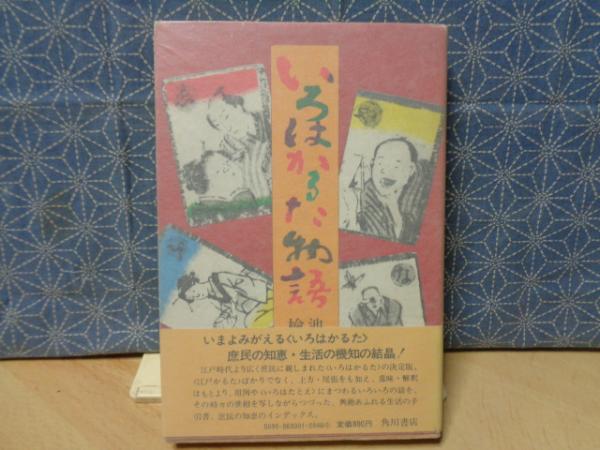 いろはかるた物語
池
いまよみがえる〈いろはかるた〉
庶民の知恵・生活の機知の結晶!
江戸時代より広く庶民に親しまれた〈いろはかるた〉の決定版。
〈江戸かるた〉ばかりでなく、上方・尾張をも加え、意味・解釈
はもとより、用例や〈いろはたとえ〉にまつわるいろいろの話を、
その時々の世相を写しながらつづった、興趣あふれる生活の手
引書、庶民の知恵のインデックス。
定価890円 角川書店